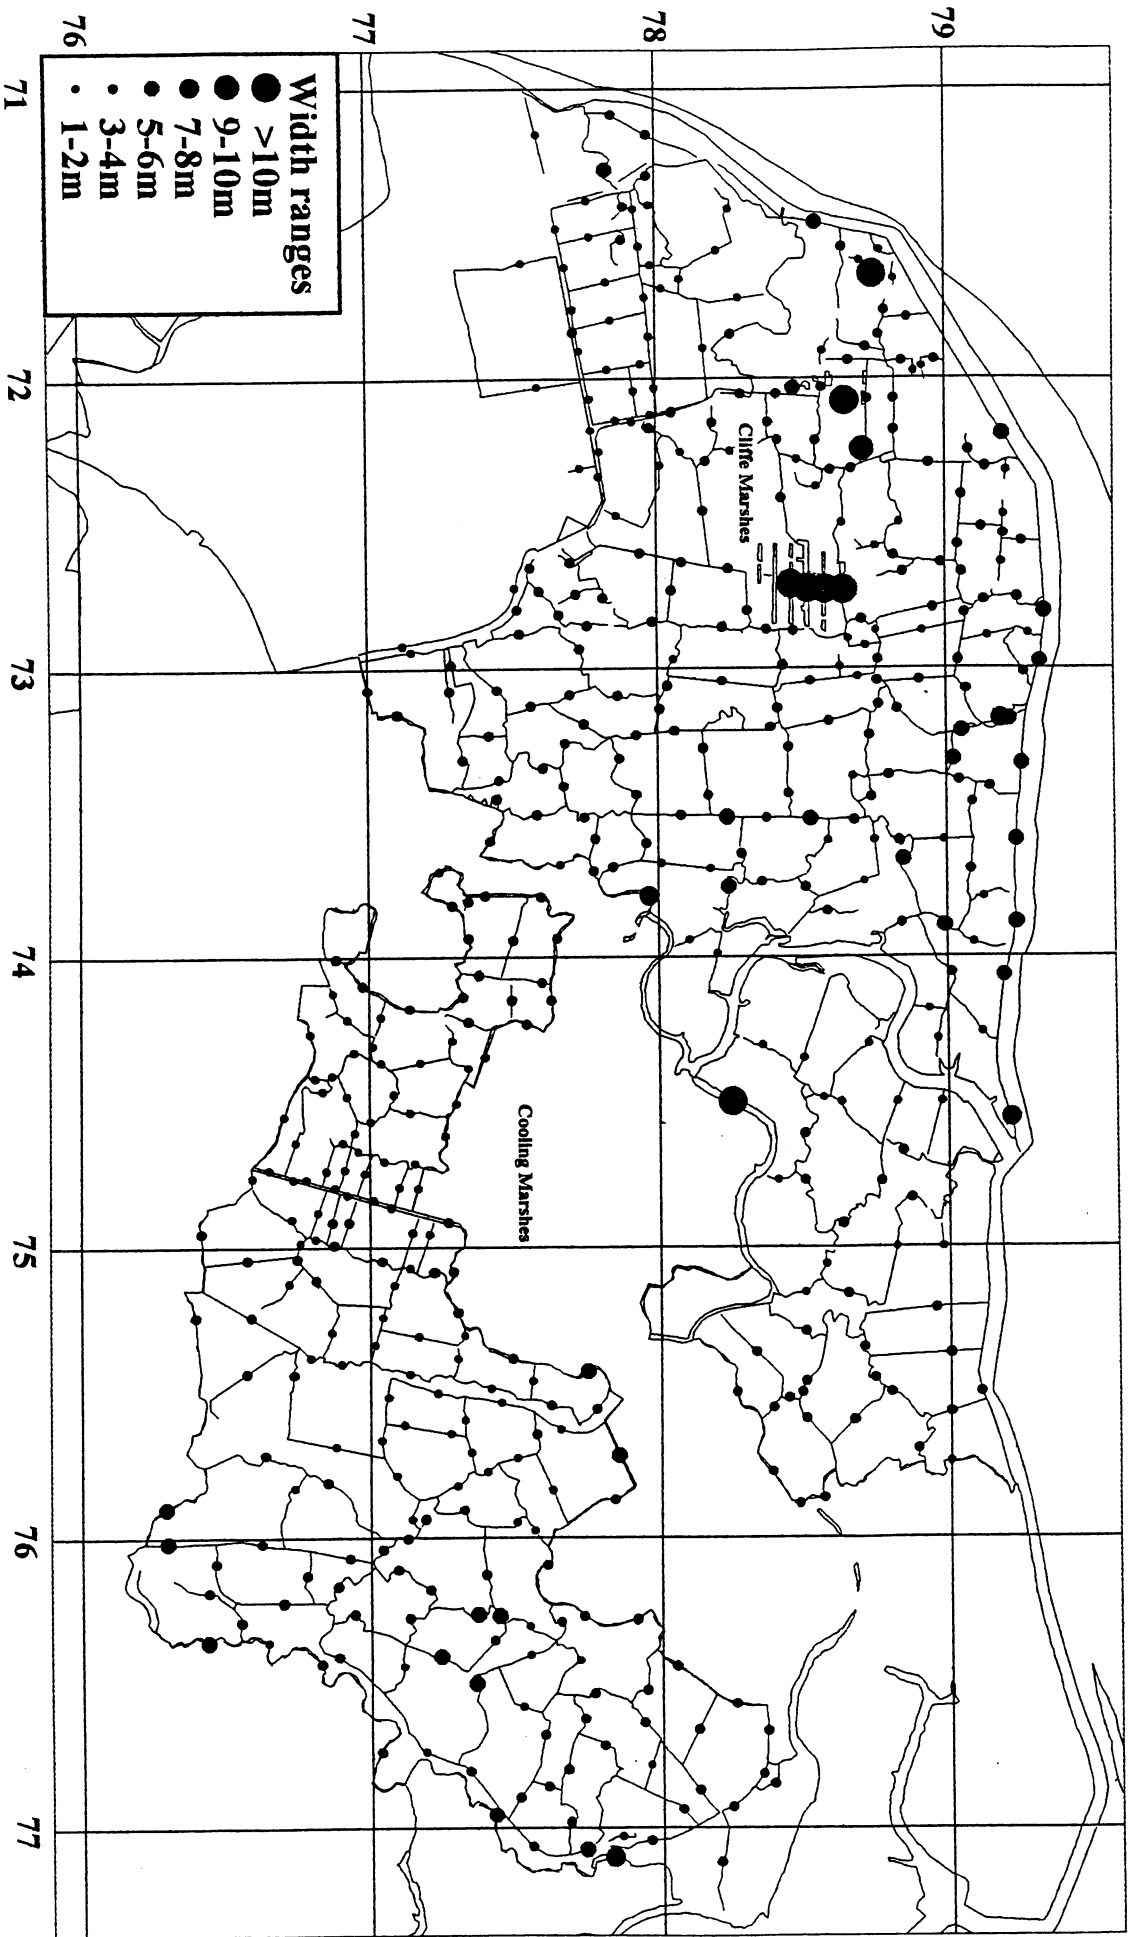 79
78
77
76
Width ranges
>10m
9-10m
7-8m
5-6m
3-4m
1-2m
Cliffe Marshes
Cooling Marshes
71
72
73
74
75
76
77